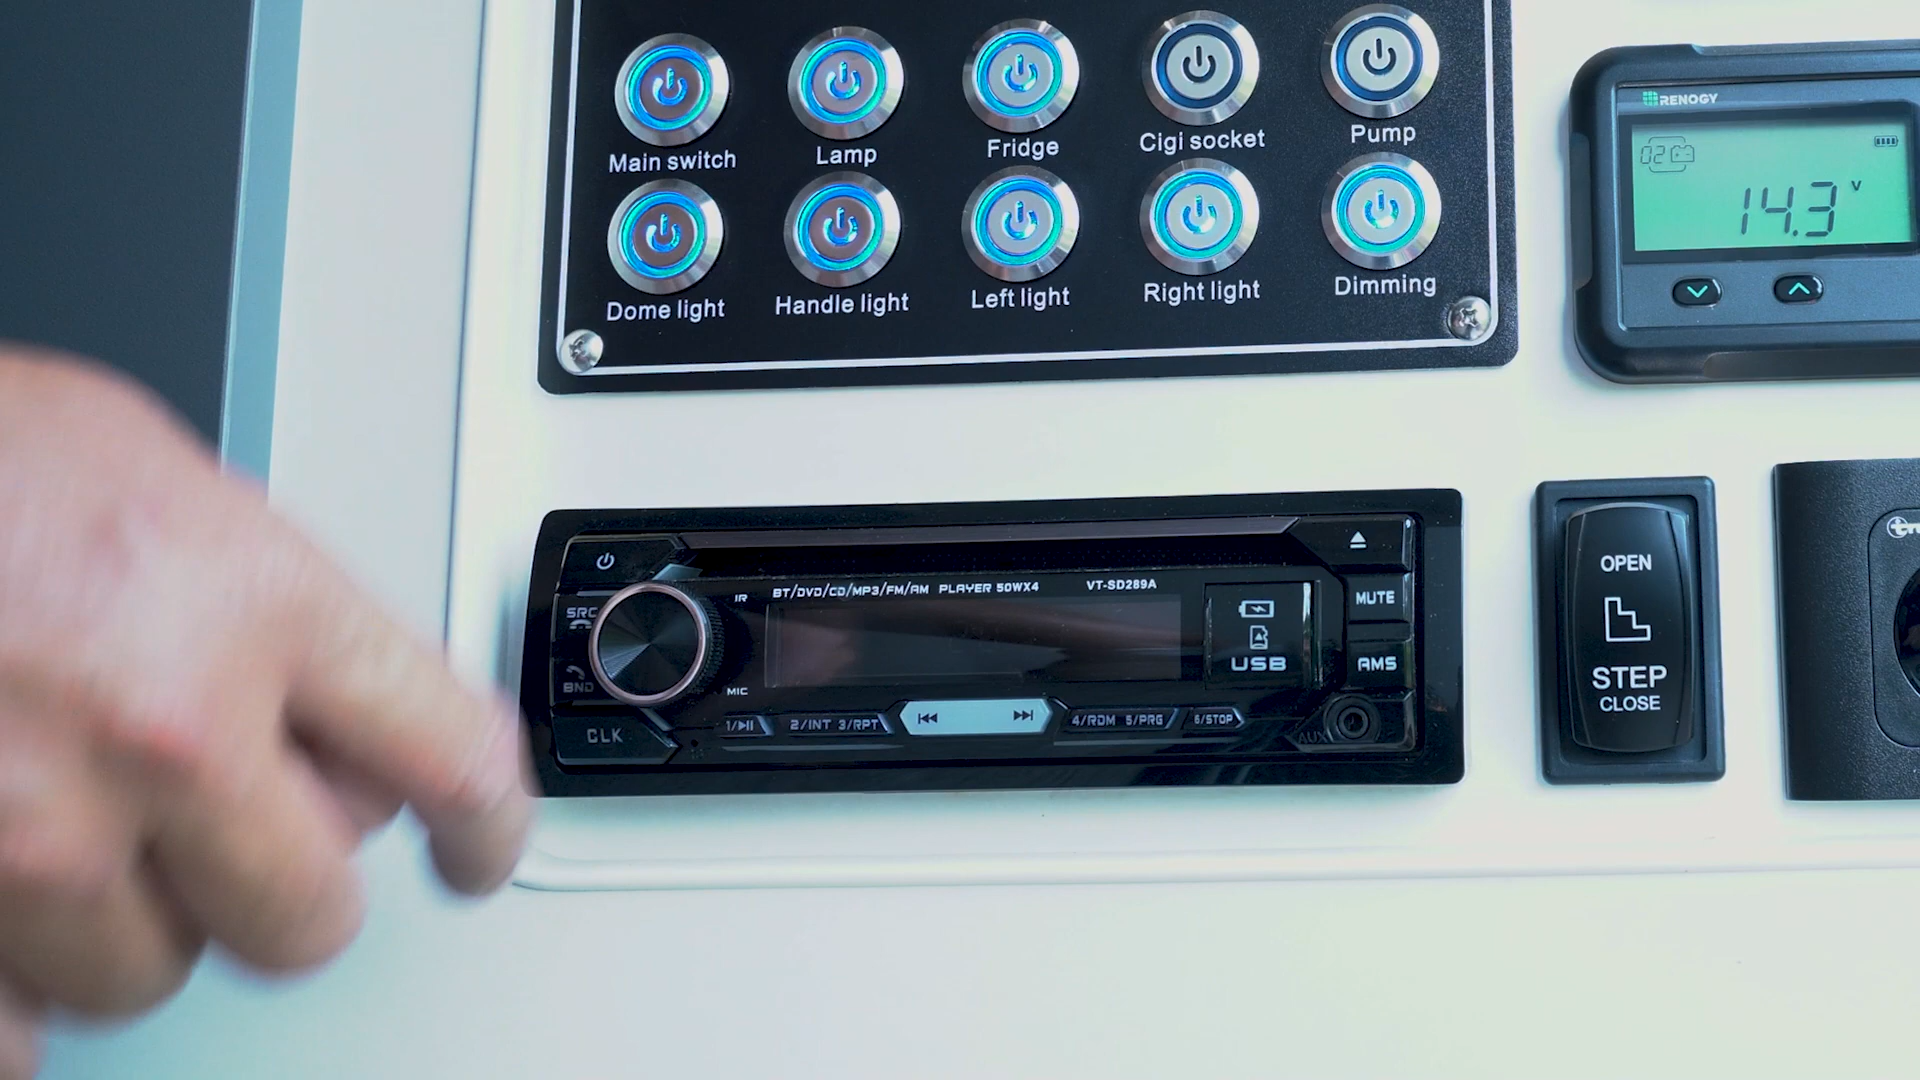 Main switch
Lamp
Fridge
Cigi socket
Pump
Dome light
Handle light
Left light
Right light
Dimming
RENOGY
02
14.3 V
BT/DVD/CD/MP3/FM/AM PLAYER 50WX4
VT-SD289A
IR
SRC
BND
MIC
CLK
1/
2/INT 3/RPT
4/RDM 5/PRG
6/STOP
USB
MUTE
AMS
AUX
OPEN
STEP
CLOSE